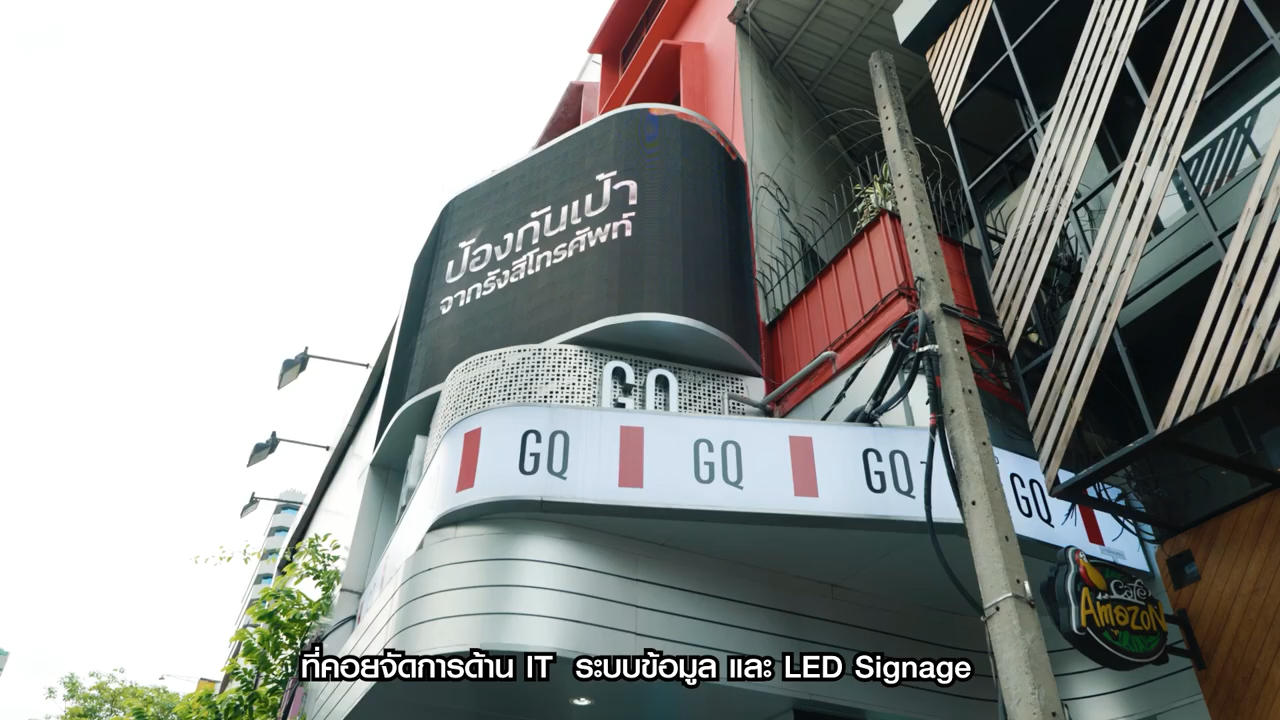 ป้องกันเป้า
จากรังสีโทรศัพท์
GQ
GQ GQ GQ GQ
Café
Amazon
ที่คอยจัดการด้าน IT ระบบข้อมูล และ LED Signage